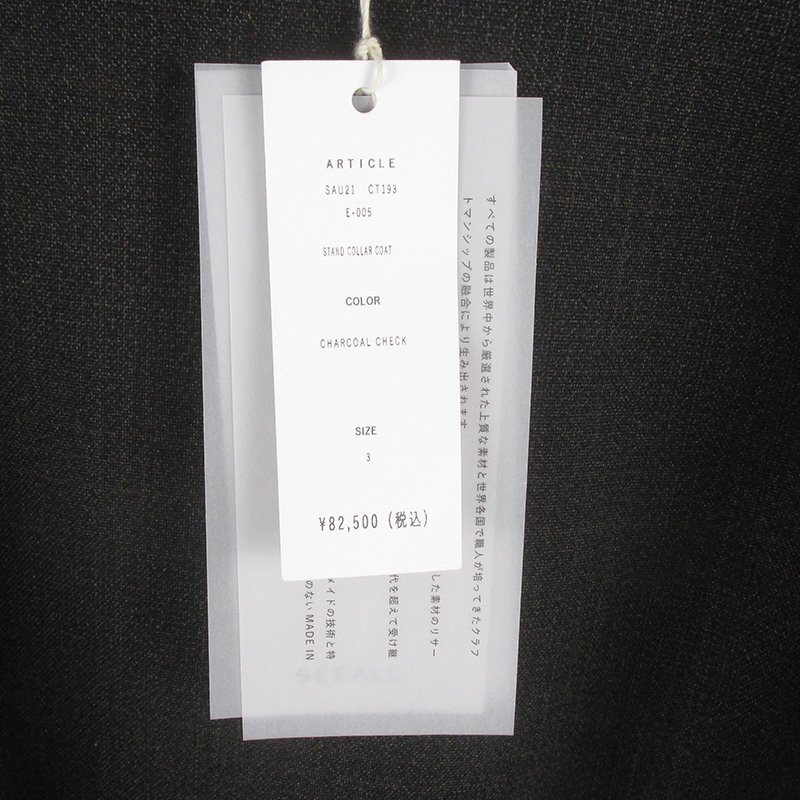 ARTICLE
SAU21 CT193
E-005
STAND COLLAR COAT
COLOR
CHARCOAL CHECK
SIZE
3
¥82,500 (税込)
すべての製品は世界中から厳選された上質な素材と世界各国で職人が培ってきたクラフ
トマンシップの融合により生み出されます
した素材のリサー
代を超えて受け継
メイドの技術と特
のない MADE IN